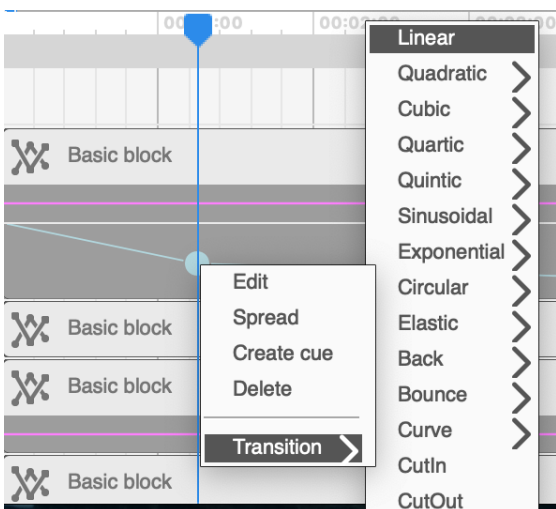 Linear
Quadratic
Cubic
Quartic
Quintic
Sinusoidal
Exponential
Circular
Elastic
Back
Bounce
Curve
CutIn
CutOut
Basic block
Edit
Spread
Create cue
Delete
Transition
Basic block
Basic block
Basic block